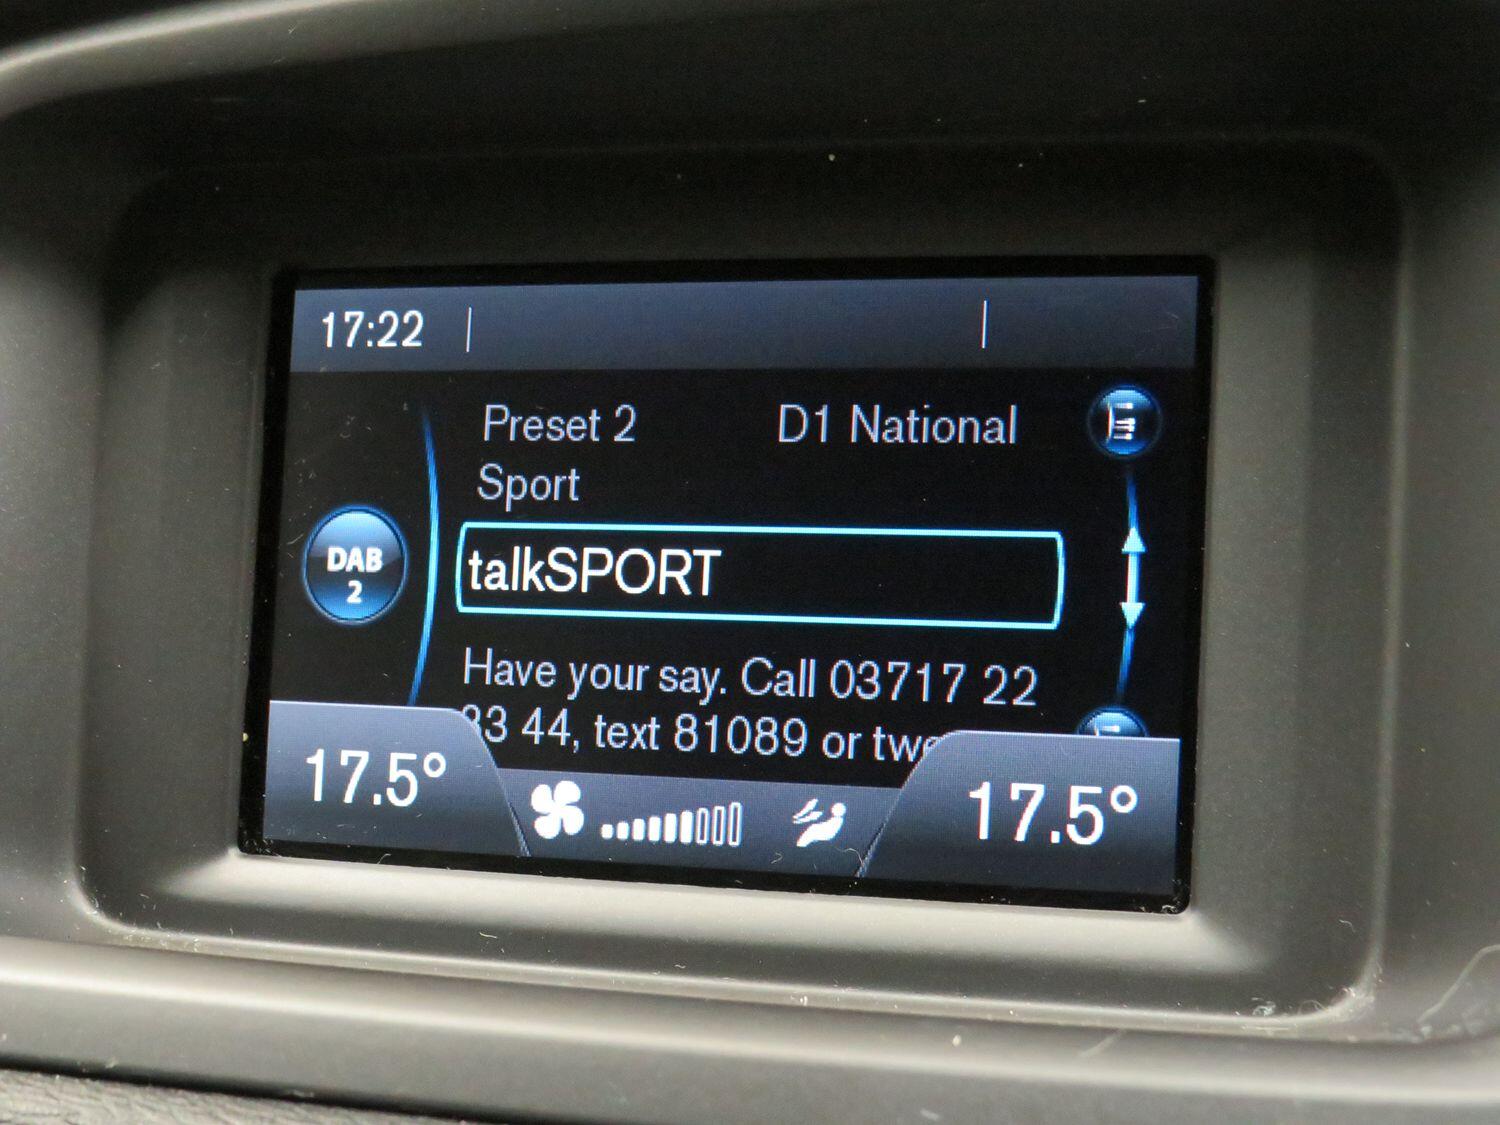 17:22
Preset 2 D1 National
Sport
DAB
2
talkSPORT
Have your say. Call 03717 22
33 44, text 81089 or
17.5° 17.5°